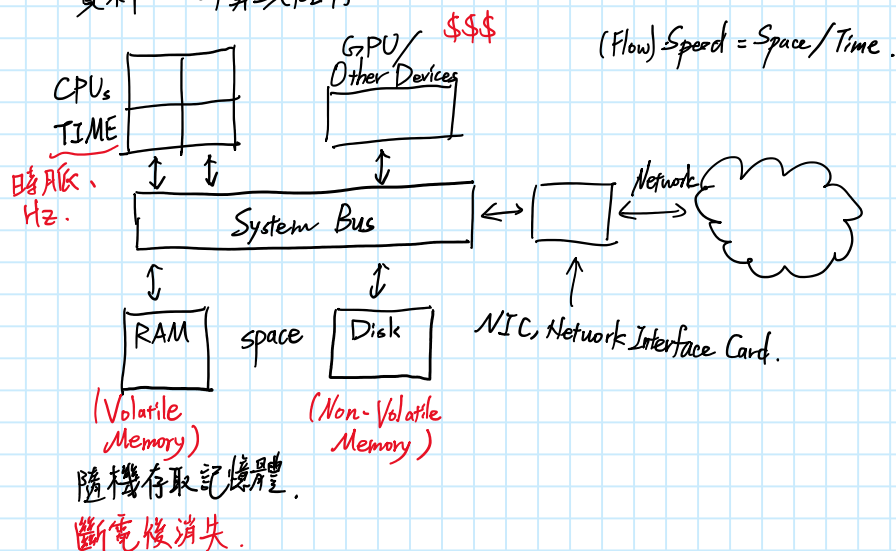 $$$
(Flow) Speed = Space / Time.
GPU/
Other Devices
CPUs
TIME
時脈、
Hz.
Network
System Bus
RAM
space
Disk
NIC, Network Interface Card.
(Volatile
Memory)
(Non-Volatile
Memory)
隨機存取記憶體.
斷電後消失.